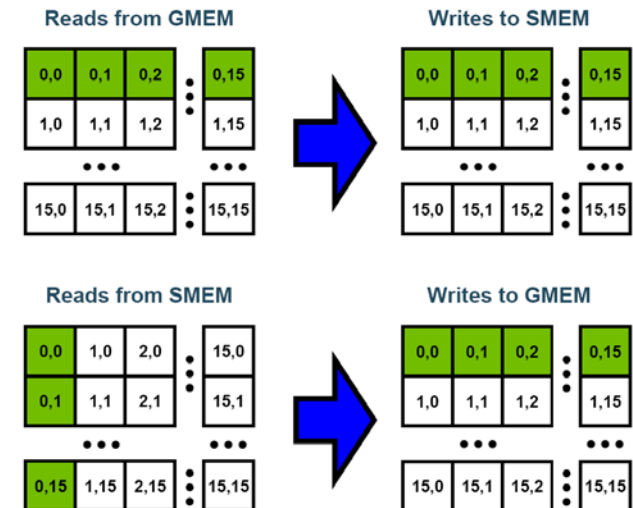 Reads from GMEM
Writes to SMEM
0,0 0,1 0,2 0,15
0,0 0,1 0,2 0,15
1,0 1,1 1,2 1,15
1,0 1,1 1,2 1,15
15,0 15,1 15,2 15,15
15,0 15,1 15,2 15,15
Reads from SMEM
Writes to GMEM
0,0 1,0 2,0 15,0
0,0 0,1 0,2 0,15
0,1 1,1 2,1 15,1
1,0 1,1 1,2 1,15
0,15 1,15 2,15 15,15
15,0 15,1 15,2 15,15